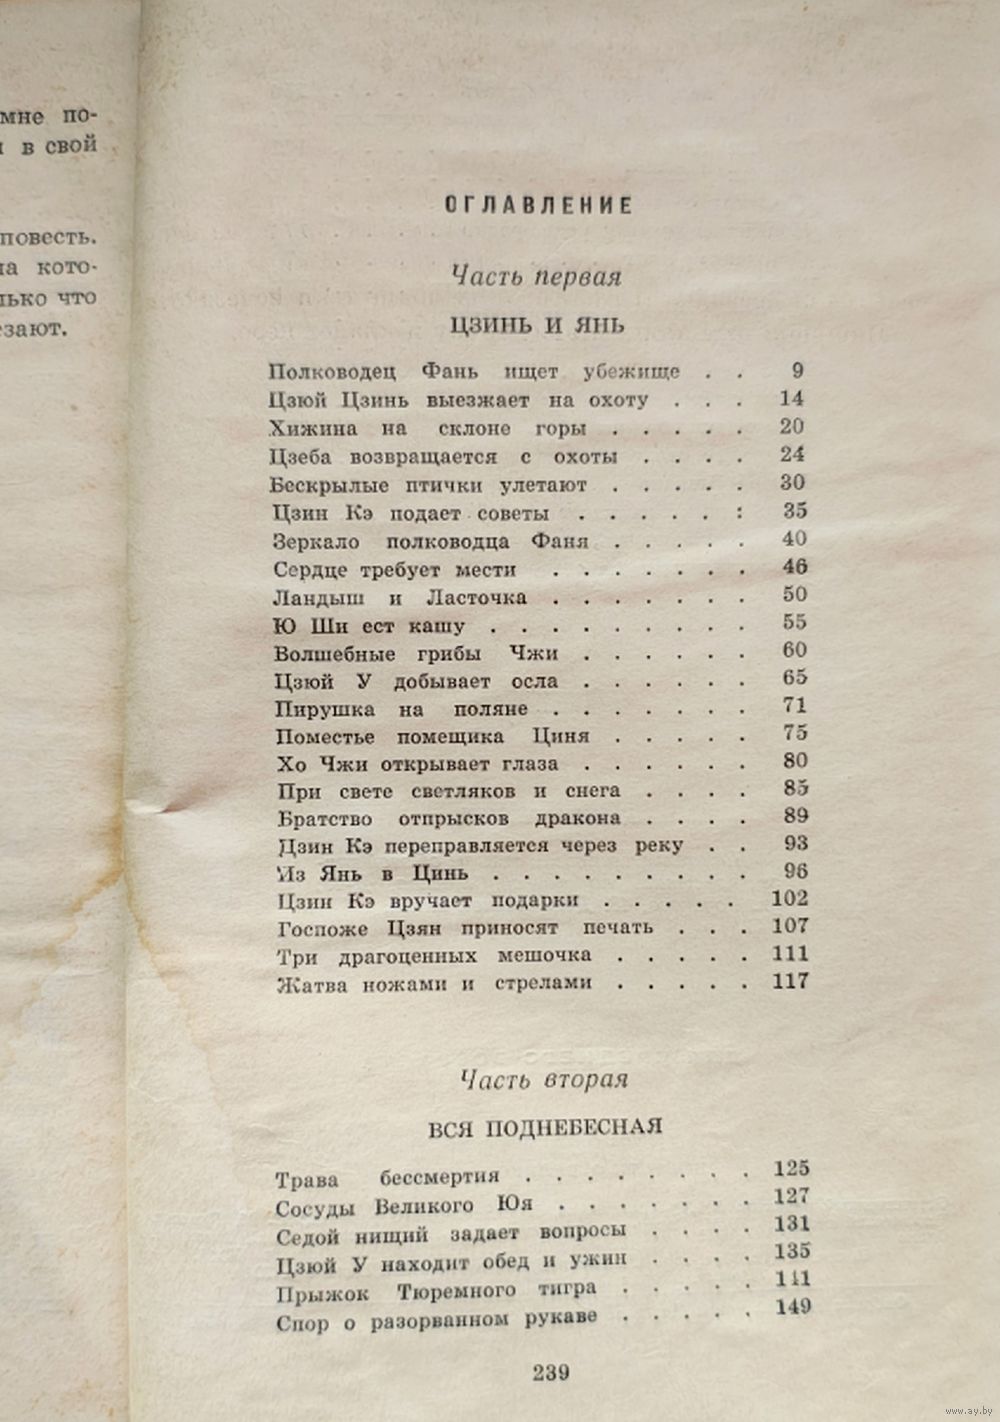 мне по-
в свой
повесть.
кото-
что
ОГЛАВЛЕНИЕ
Часть первая
ЦЗИНЬ И ЯНЬ
Полководец Фань ищет убежище . . 9
Цзюй Цзинь выезжает на охоту . . . 14
Хижина на склоне горы . . . . . 20
Цзеба возвращается с охоты . . . . 24
Бескрылые птички улетают . . . . . 30
Цзин Кэ подает советы . . . . . : 35
Зеркало полководца Фаня . . . . . 40
Сердце требует мести . . . . . . . 46
Ландыш и Ласточка . . . . . . . 50
Ю Ши ест кашу . . . . . . . . . 55
Волшебные грибы Чжи . . . . . . 60
Цзюй У добывает осла . . . . . . 65
Пирушка на поляне . . . . . . . 71
Поместье помещика Циня . . . . . 75
Хо Чжи открывает глаза . . . . . . 80
При свете светляков и снега . . . . 85
Братство отпрысков дракона . . . . 89
Дзин Кэ переправляется через реку . . 93
Из Янь в Цинь . . . . . . . . . 96
Цзин Кэ вручает подарки . . . . . 102
Госпоже Цзян приносят печать . . . 107
Три драгоценных мешочка . . . . . 111
Жатва ножами и стрелами . . . . . 117
Часть вторая
ВСЯ ПОДНЕБЕСНАЯ
Трава бессмертия . . . . . . . . 125
Сосуды Великого Юя . . . . . . . 127
Седой нищий задает вопросы . . . . 131
Цзюй У находит обед и ужин . . . . 135
Прыжок Тюремного тигра . . . . . 141
Спор о разорванном рукаве . . . . . 149
239
www.ay.by